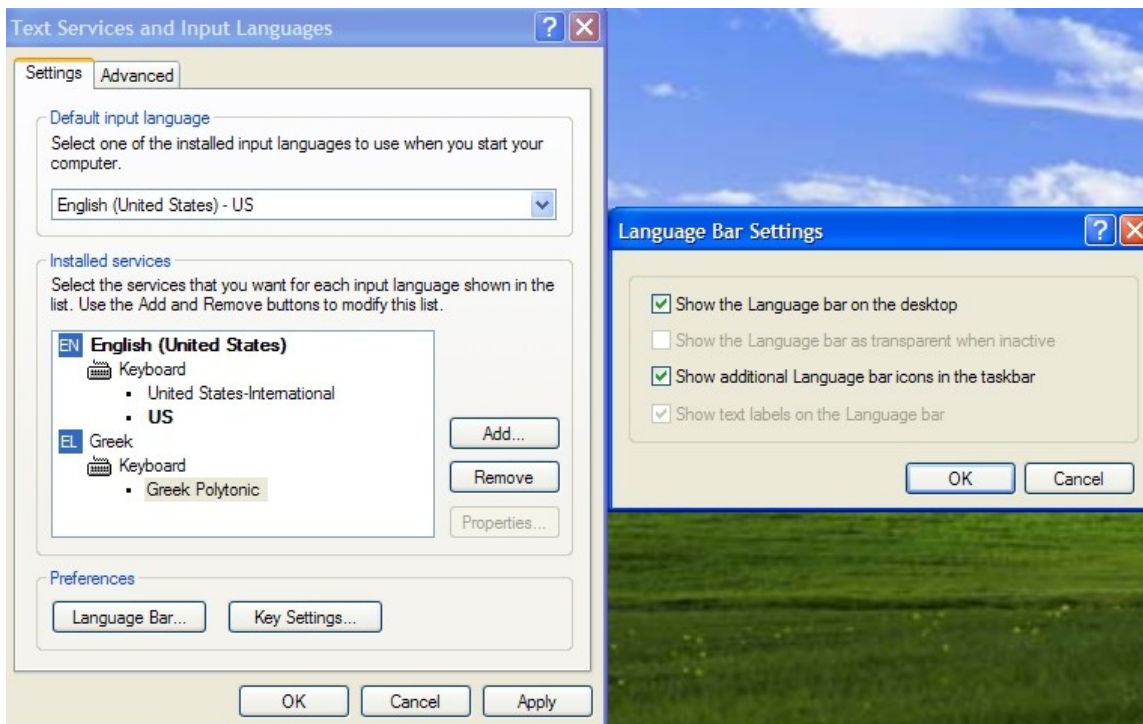 Text Services and Input Languages
Settings
Advanced
Default input language
Select one of the installed input languages to use when you start your
computer.
English (United States) - US
Installed services
Select the services that you want for each input language shown in the
list. Use the Add and Remove buttons to modify this list.
EN English (United States)
Keyboard
• United States-International
• US
EL Greek
Keyboard
• Greek Polytonic
Add...
Remove
Properties...
Preferences
Language Bar...
Key Settings...
OK
Cancel
Apply
Language Bar Settings
Show the Language bar on the desktop
Show the Language bar as transparent when inactive
Show additional Language bar icons in the taskbar
Show text labels on the Language bar
OK
Cancel